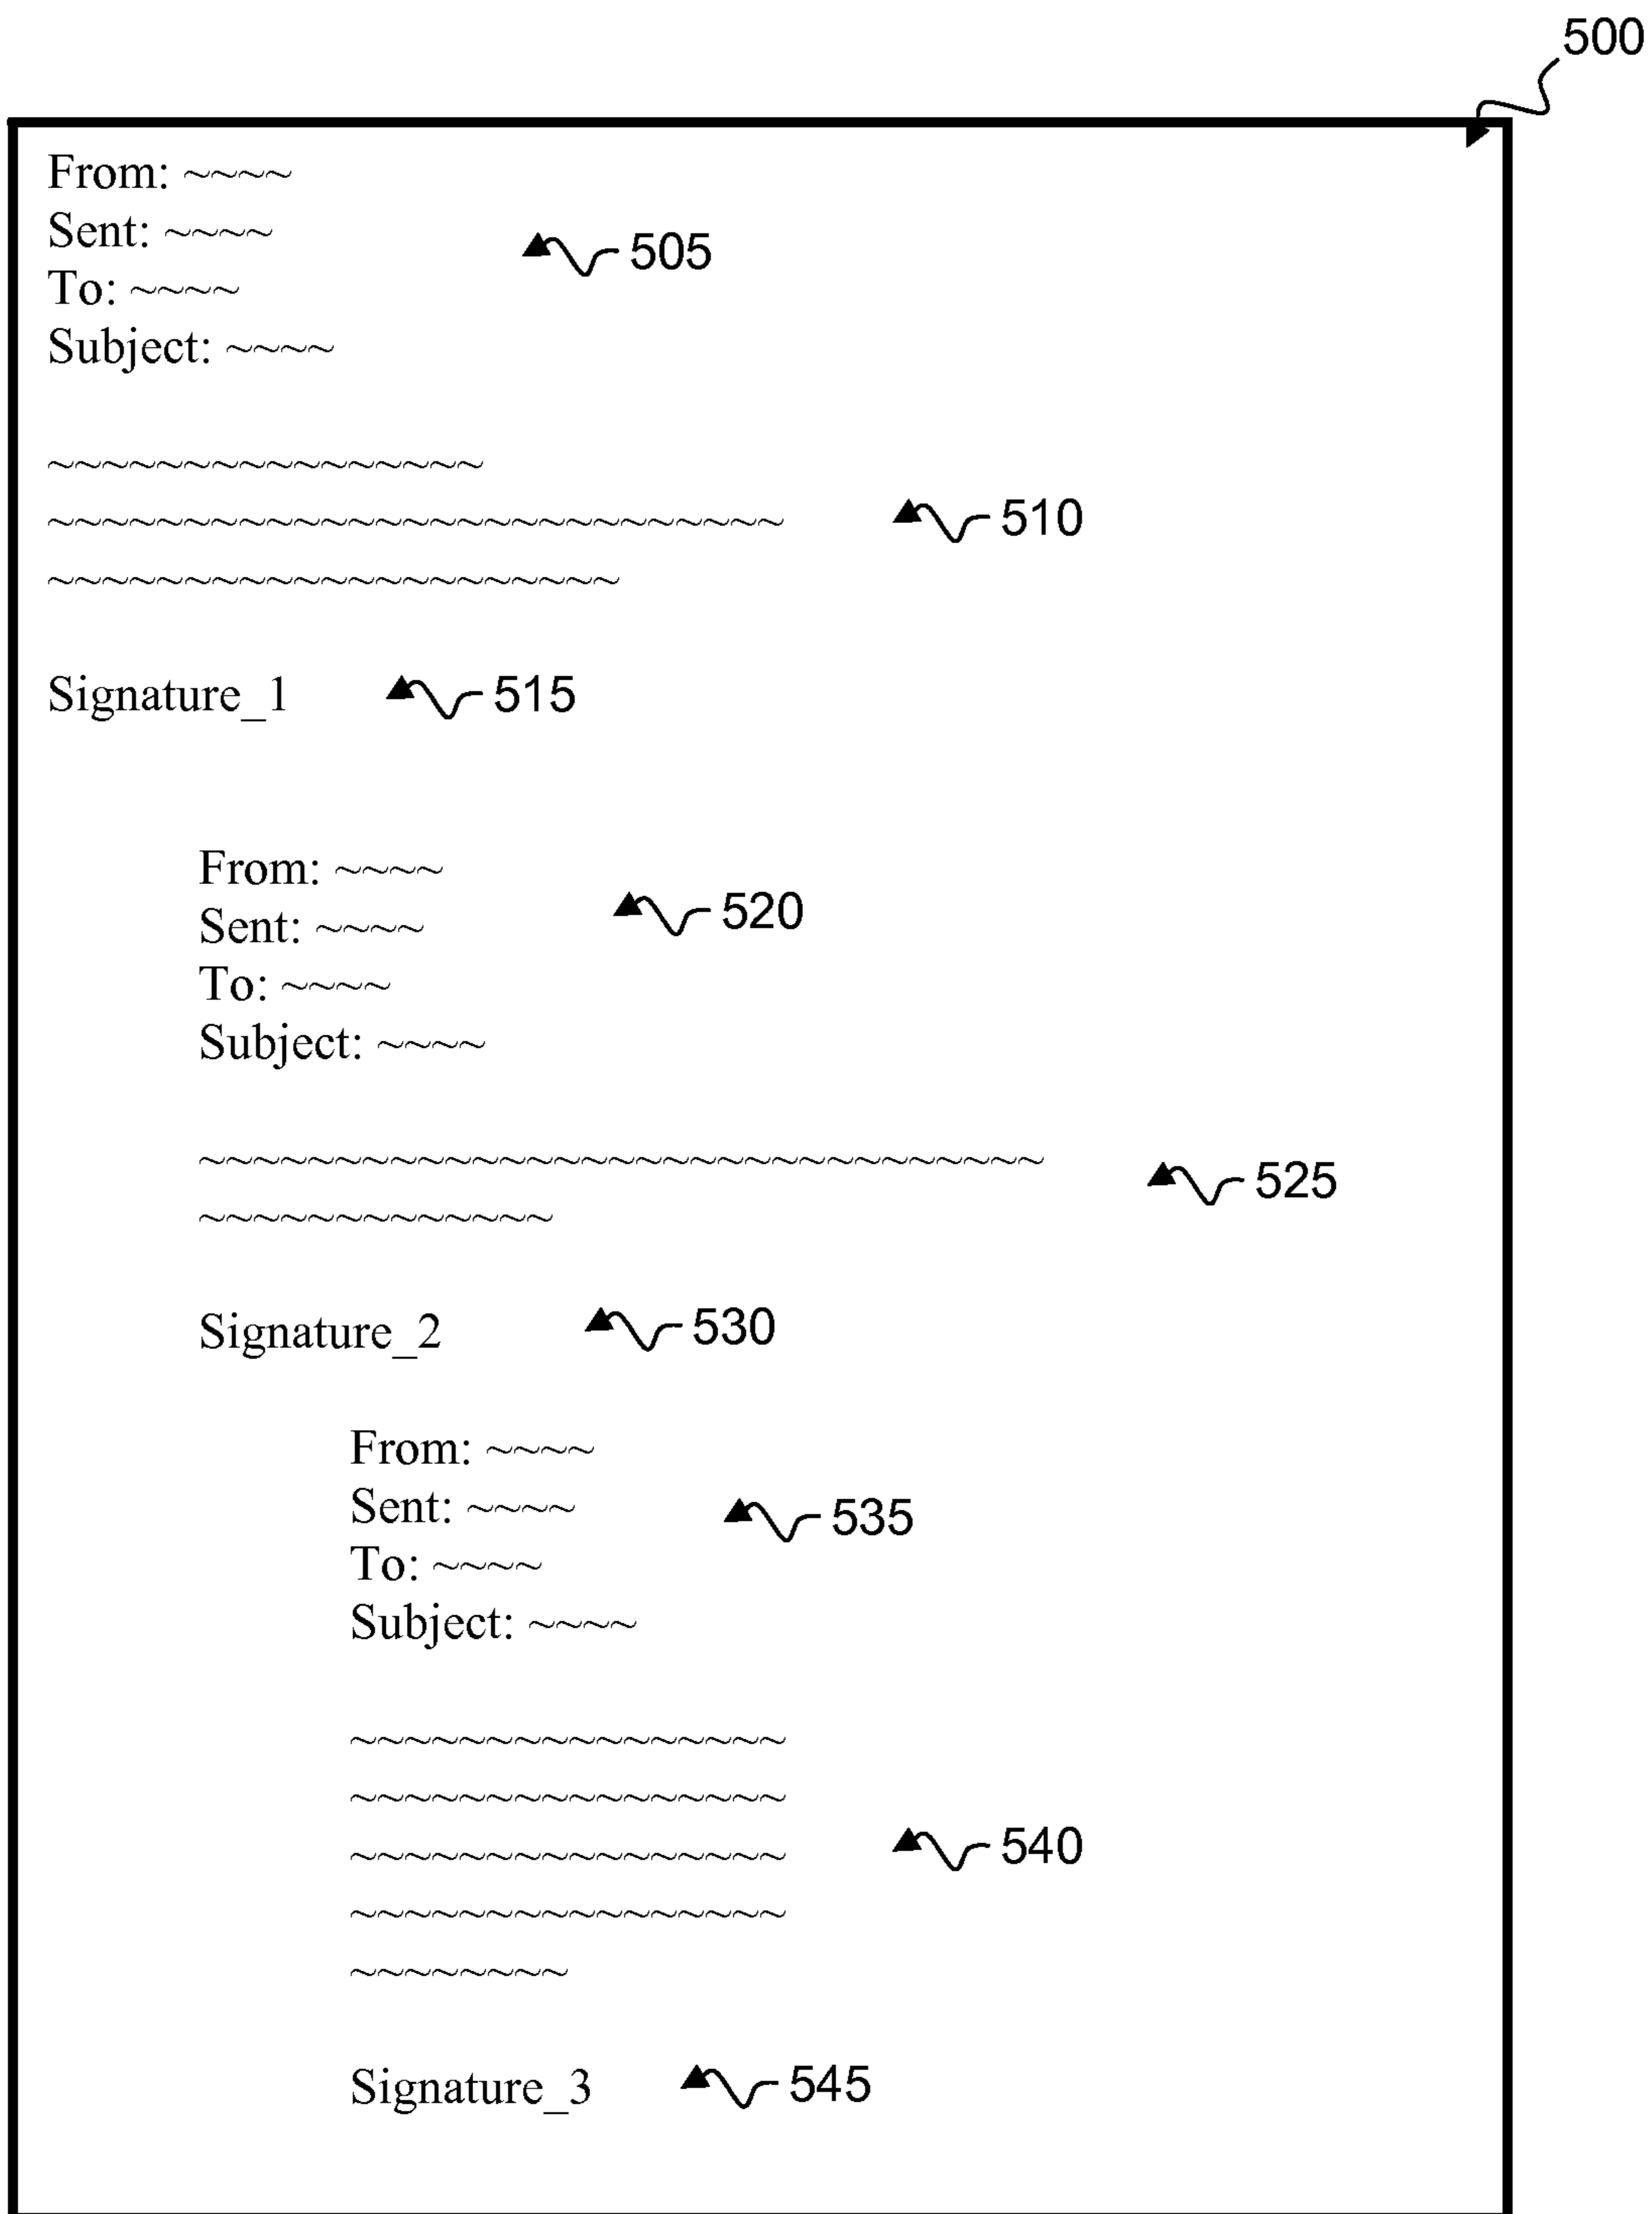 500
From: ~~~~
Sent: ~~~~
505
To: ~~~~
Subject: ~~~~
~~~~~~~~~~~~~~~~
~~~~~~~~~~~~~~~~~~~~~~~~~~~ 510
~~~~~~~~~~~~~~~~~~~~~
Signature_1 515
From: ~~~~
520
Sent: ~~~~
To: ~~~~
Subject: ~~~~
~~~~~~~~~~~~~~~~~~~~~~~~~~~~~~~
525
~~~~~~~~~~~~~
Signature_2 530
From: ~~~~
Sent: ~~~~ 535
To: ~~~~
Subject: ~~~~
~~~~~~~~~~~~~~~~
~~~~~~~~~~~~~~~~
~~~~~~~~~~~~~~~~ 540
~~~~~~~~~~~~~~~~
~~~~~~~~
Signature_3 545